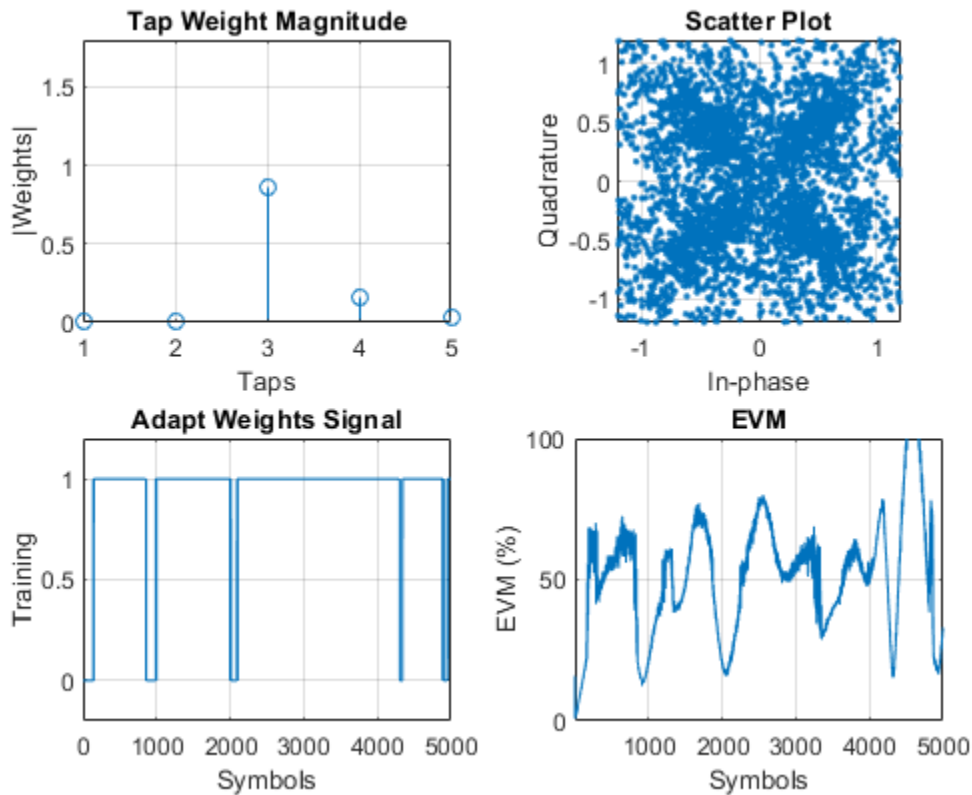 Tap Weight Magnitude
|Weights|
1.5
1
0.5
0
1 2 3 4 5
Taps
Scatter Plot
Quadrature
1
0.5
0
-0.5
-1
-1 0 1
In-phase
Adapt Weights Signal
Training
1
0.5
0
0 1000 2000 3000 4000 5000
Symbols
EVM
EVM (%)
100
50
0
1000 2000 3000 4000 5000
Symbols